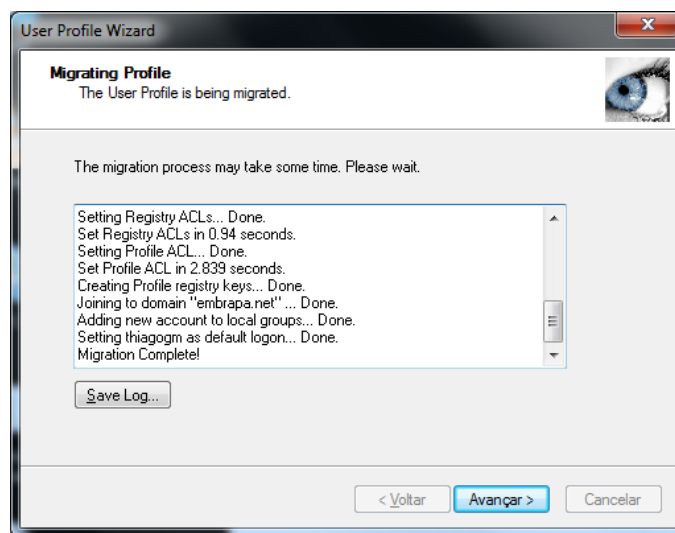 User Profile Wizard
Migrating Profile
The User Profile is being migrated.
The migration process may take some time. Please wait.
Setting Registry ACLs... Done.
Set Registry ACLs in 0.94 seconds.
Setting Profile ACL... Done.
Set Profile ACL in 2.839 seconds.
Creating Profile registry keys... Done.
Joining to domain "embrapa.net" ... Done.
Adding new account to local groups... Done.
Setting thiagogm as default logon... Done.
Migration Complete!
Save Log...
< Voltar
Avançar >
Cancelar